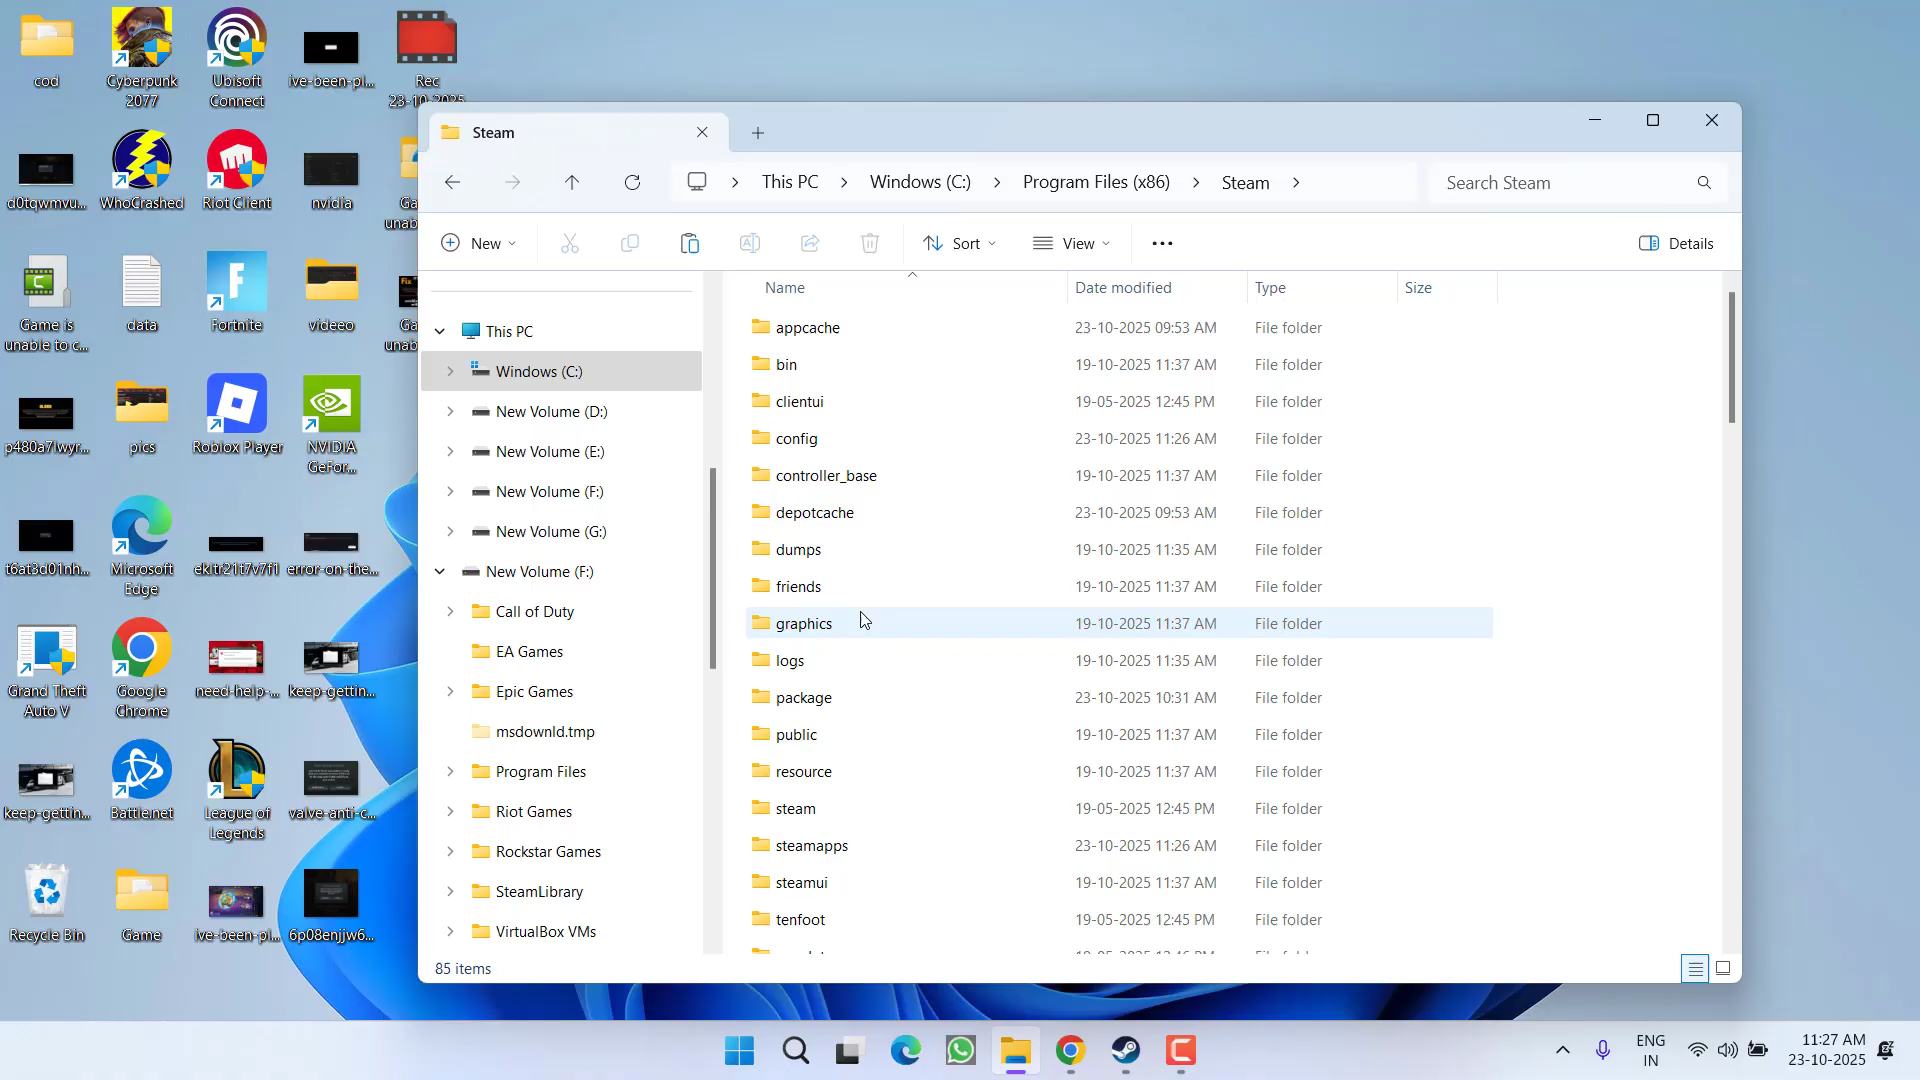 cod
Cyberpunk
2077
Ubisoft
Connect
ive-been-pl...
Rec
23-10-2025
d0tqwmvu...
WhoCrashed
Riot Client
nvidia
Game is
unable to c...
data
Fortnite
videeo
p480a7lwyr...
pics
Roblox Player
NVIDIA
GeFor...
t6at3d01nh...
Microsoft
Edge
ekltr21t7v7f1
error-on-the...
Grand Theft
Auto V
Google
Chrome
need-help-...
keep-gettin...
keep-gettin...
Battle.net
League of
Legends
valve-anti-c...
Recycle Bin
Game
ive-been-pl...
6p08enjjw6...
Steam
This PC
Windows (C:)
Program Files (x86)
Steam
Search Steam
New
Sort
View
Details
This PC
Windows (C:)
New Volume (D:)
New Volume (E:)
New Volume (F:)
New Volume (G:)
New Volume (F:)
Call of Duty
EA Games
Epic Games
msdownld.tmp
Program Files
Riot Games
Rockstar Games
SteamLibrary
VirtualBox VMs
Name Date modified Type Size
appcache 23-10-2025 09:53 AM File folder
bin 19-10-2025 11:37 AM File folder
clientui 19-05-2025 12:45 PM File folder
config 23-10-2025 11:26 AM File folder
controller_base 19-10-2025 11:37 AM File folder
depotcache 23-10-2025 09:53 AM File folder
dumps 19-10-2025 11:35 AM File folder
friends 19-10-2025 11:37 AM File folder
graphics 19-10-2025 11:37 AM File folder
logs 19-10-2025 11:35 AM File folder
package 23-10-2025 10:31 AM File folder
public 19-10-2025 11:37 AM File folder
resource 19-10-2025 11:37 AM File folder
steam 19-05-2025 12:45 PM File folder
steamapps 23-10-2025 11:26 AM File folder
steamui 19-10-2025 11:37 AM File folder
tenfoot 19-05-2025 12:45 PM File folder
85 items
ENG
IN
11:27 AM
23-10-2025